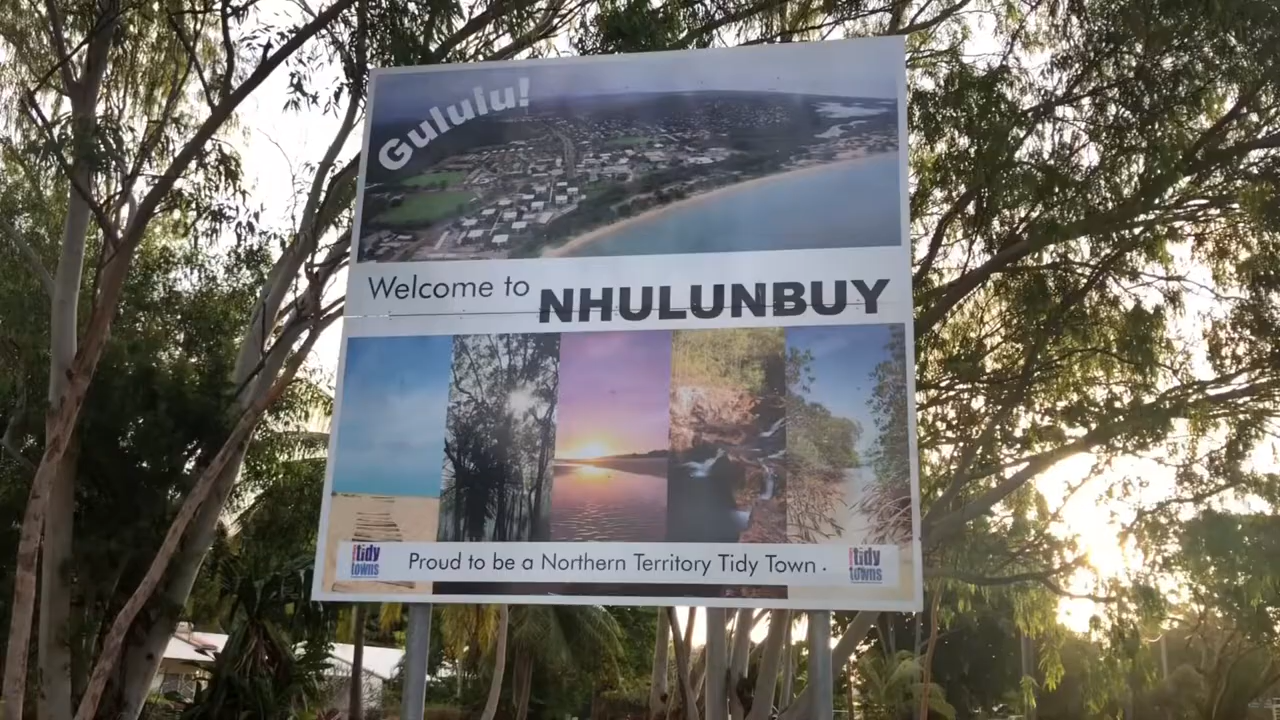 Gululu!
Welcome to NHULUNBUY
tidy towns
Proud to be a Northern Territory Tidy Town .
tidy towns